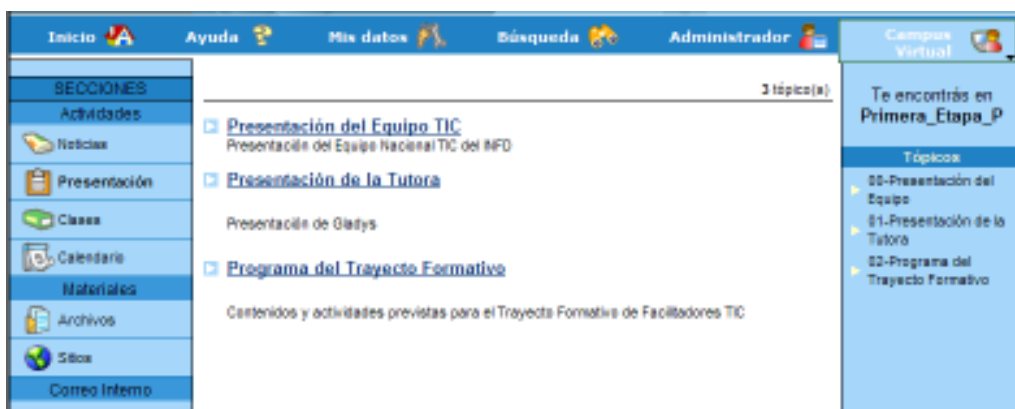 Inicio
Ayuda
Mis datos
Búsqueda
Administrador
Campus
Virtual
SECCIONES
Actividades
Noticias
Presentación
Clases
Calendario
Materiales
Archivos
Sitios
Correo Interno
3 tópico(s)
Presentación del Equipo TIC
Presentación del Equipo Nacional TIC del INFD
Presentación de la Tutora
Presentación de Gladys
Programa del Trayecto Formativo
Contenidos y actividades previstas para el Trayecto Formativo de Facilitadores TIC
Te encontrás en
Primera_Etapa_P
Tópicos
00-Presentación del
Equipo
01-Presentación de la
Tutora
02-Programa del
Trayecto Formativo